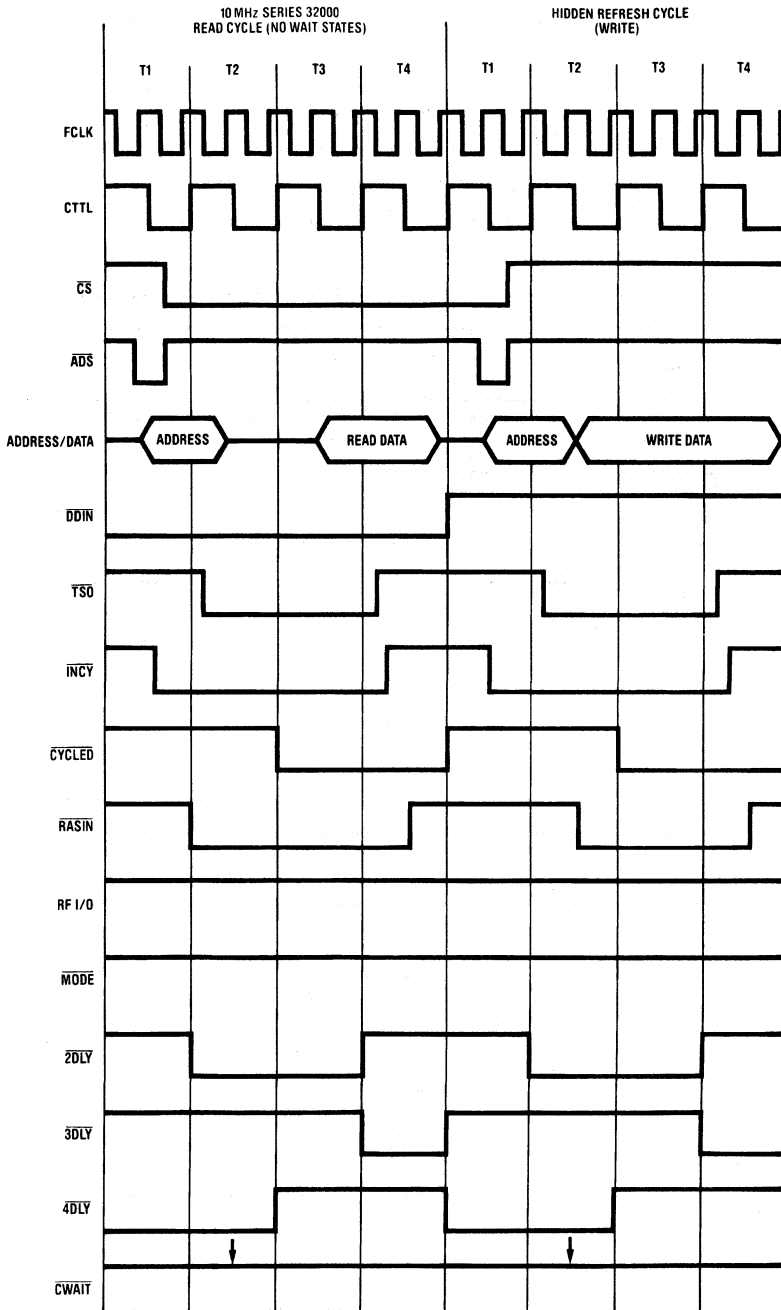 10 MHz SERIES 32000
READ CYCLE (NO WAIT STATES)
HIDDEN REFRESH CYCLE
(WRITE)
T1 T2 T3 T4 T1 T2 T3 T4
FCLK
CTTL
CS
ADS
ADDRESS/DATA ADDRESS READ DATA ADDRESS WRITE DATA
DDIN
TSO
INCY
CYCLED
RASIN
RF I/O
MODE
2DLY
3DLY
4DLY
CWAIT